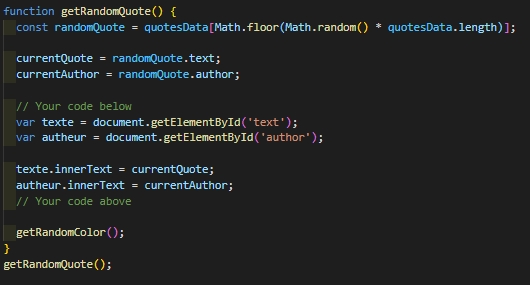 function getRandomQuote() {
const randomQuote = quotesData[Math.floor(Math.random() * quotesData.length)];
currentQuote = randomQuote.text;
currentAuthor = randomQuote.author;
// Your code below
var texte = document.getElementById('text');
var autheur = document.getElementById('author');
texte.innerText = currentQuote;
autheur.innerText = currentAuthor;
// Your code above
getRandomColor();
}
getRandomQuote();